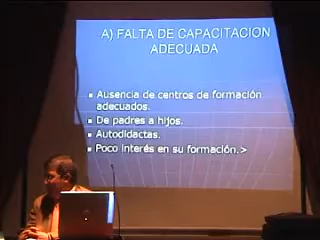 A) FALTA DE CAPACITACION
ADECUADA
Ausencia de centros de formación
adecuados.
De padres a hijos.
Autodidactas.
Poco interés en su formación.>